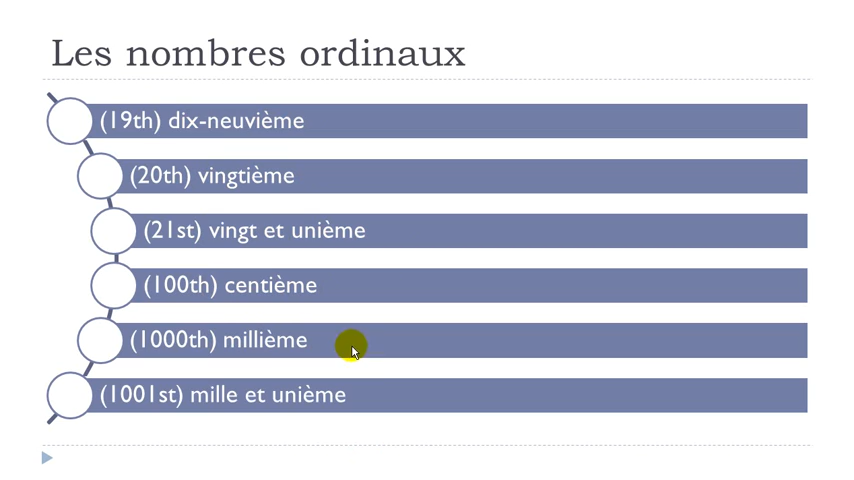 Les nombres ordinaux
(19th) dix-neuvième
(20th) vingtième
(21st) vingt et unième
(100th) centième
(1000th) millième
(1001st) mille et unième